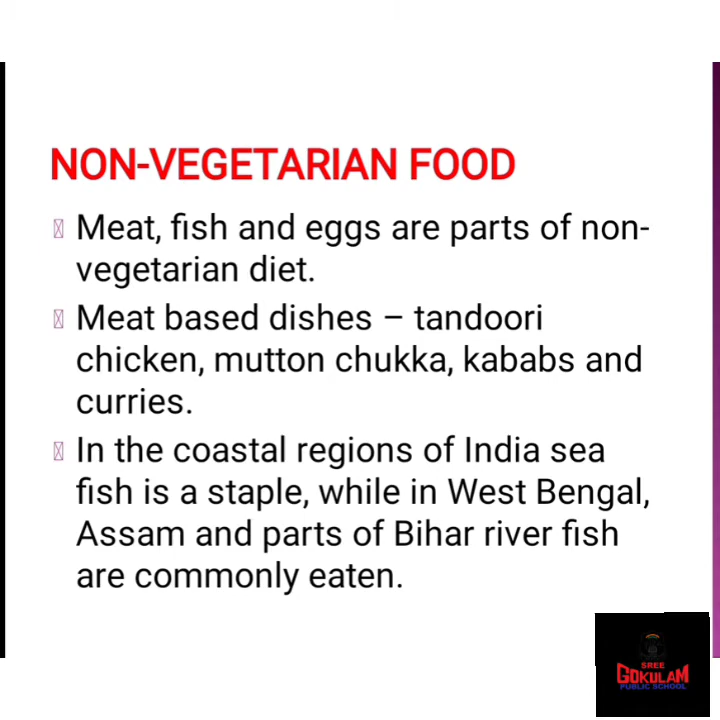 NON-VEGETARIAN FOOD
Meat, fish and eggs are parts of non-
vegetarian diet.
Meat based dishes – tandoori
chicken, mutton chukka, kababs and
curries.
In the coastal regions of India sea
fish is a staple, while in West Bengal,
Assam and parts of Bihar river fish
are commonly eaten.
SREE
GOKULAM
PUBLIC SCHOOL